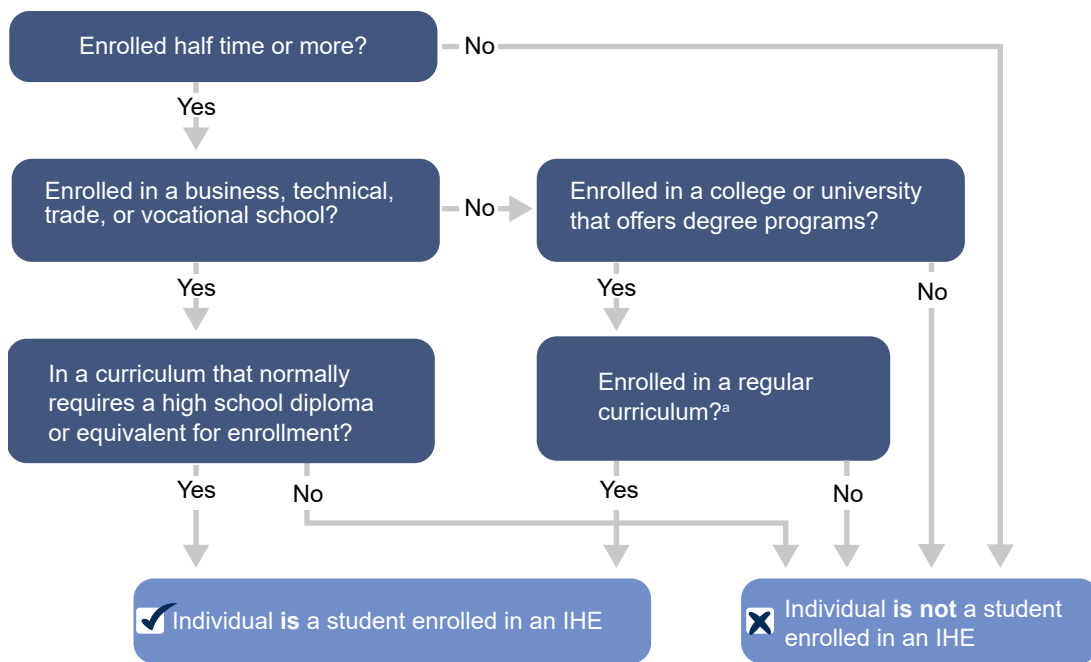 Enrolled half time or more?
No
Yes
Enrolled in a business, technical,
trade, or vocational school?
No
Enrolled in a college or university
that offers degree programs?
Yes
Yes
No
In a curriculum that normally
requires a high school diploma
or equivalent for enrollment?
Enrolled in a regular
curriculum?ᵃ
Yes
No
Yes
No
Individual is a student enrolled in an IHE
Individual is not a student
enrolled in an IHE